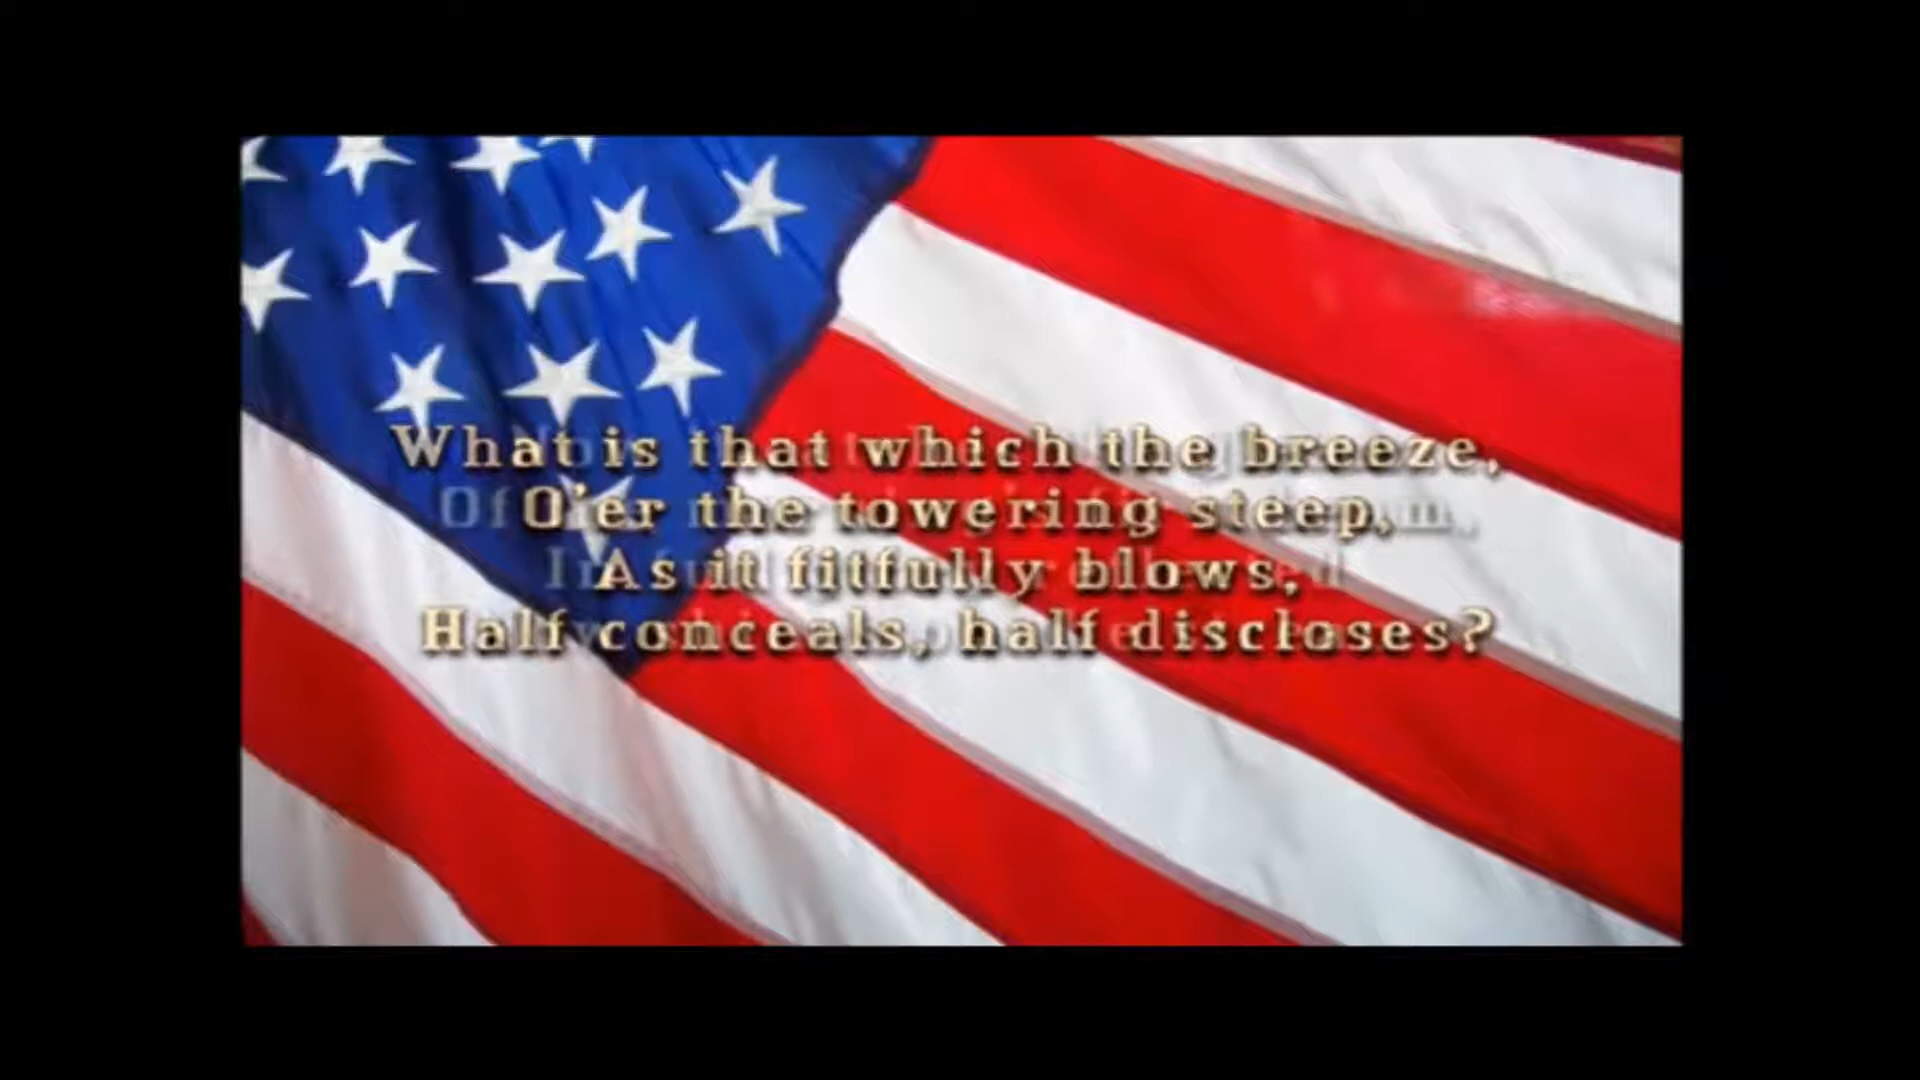 What is that which the breeze,
O'er the towering steep,
As it fitfully blows,
Half conceals, half discloses?